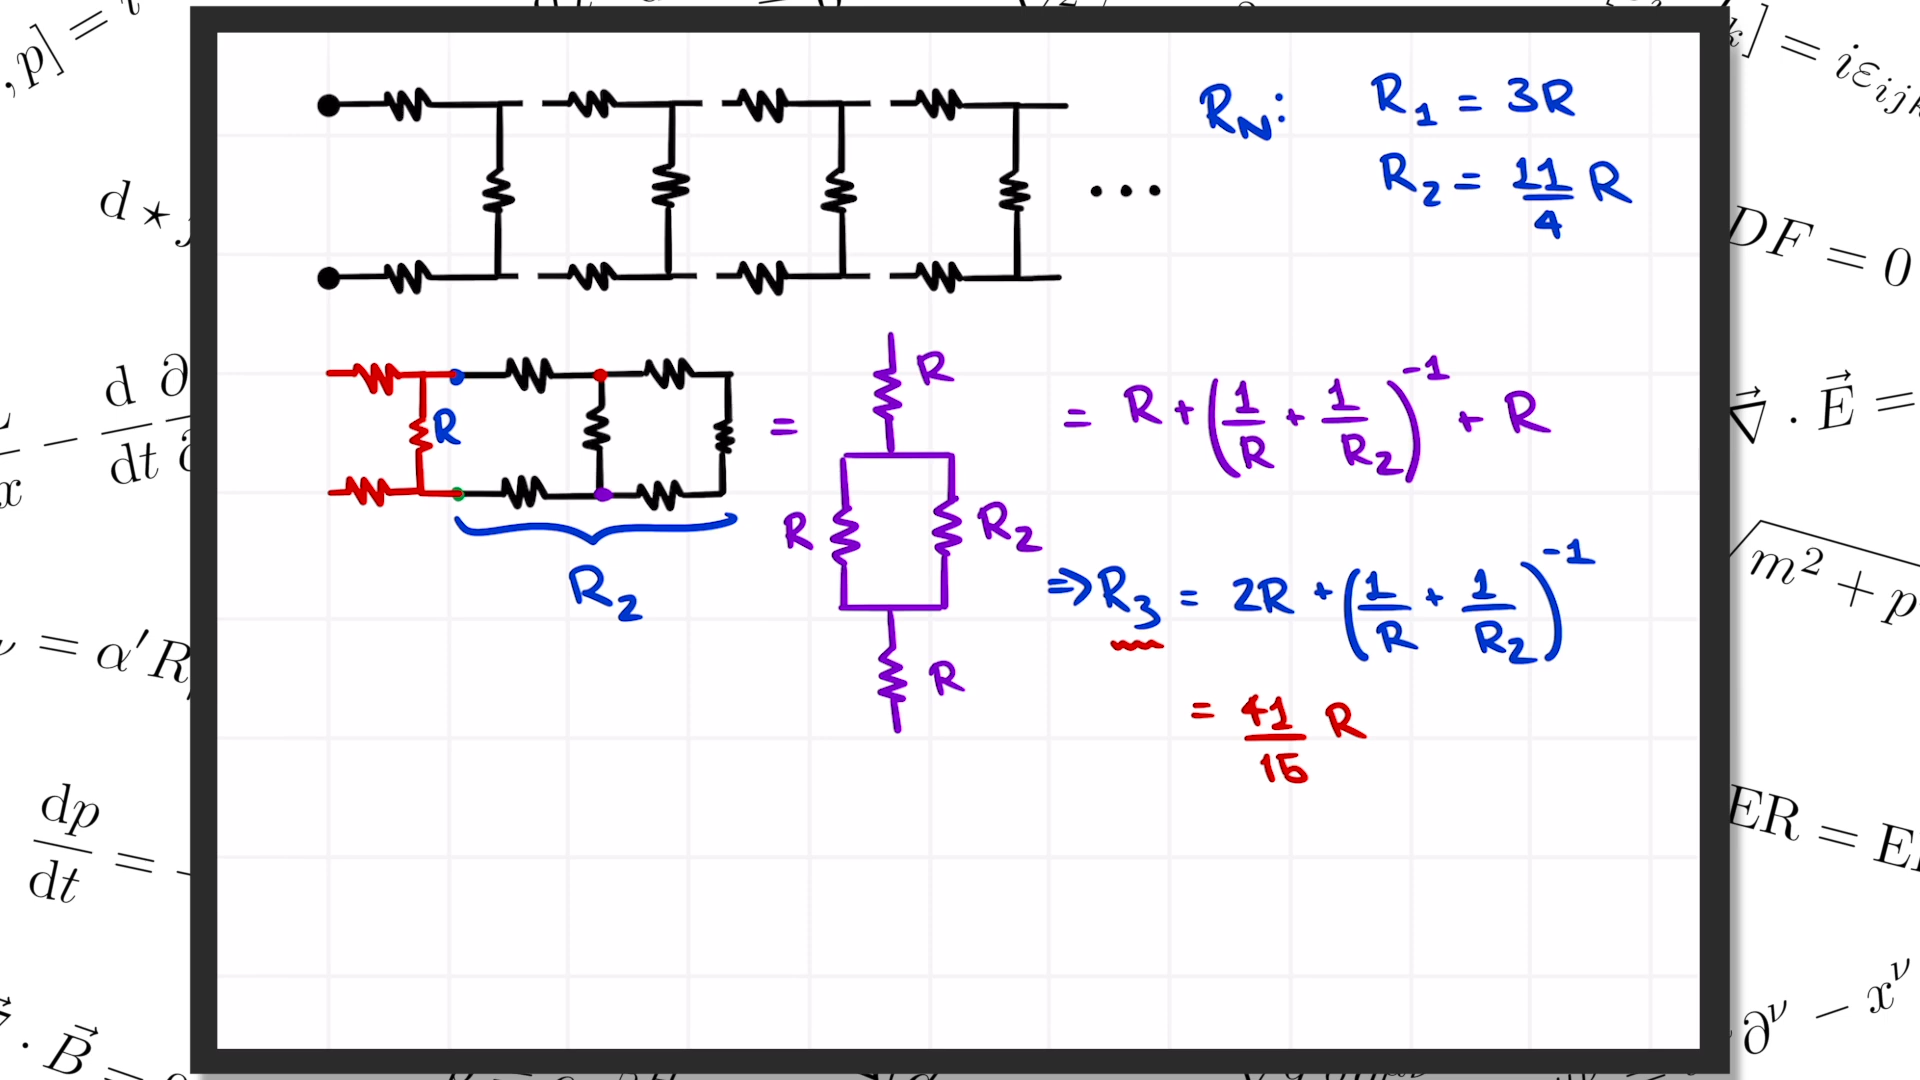 R_N: R_1 = 3R
R_2 = 11/4 R
R
R_2
=
R
R R_2
R
= R + (1/R + 1/R_2)^-1 + R
⇒ R_3 = 2R + (1/R + 1/R_2)^-1
= 41/15 R
, p] =
d ⋆
d/dt ∂
= α′R
dp/dt =
· B⃗ =
] = iε_ijk
DF = 0
∇⃗ · E⃗ =
√m² + p
ER = E
∂^ν − x^ν